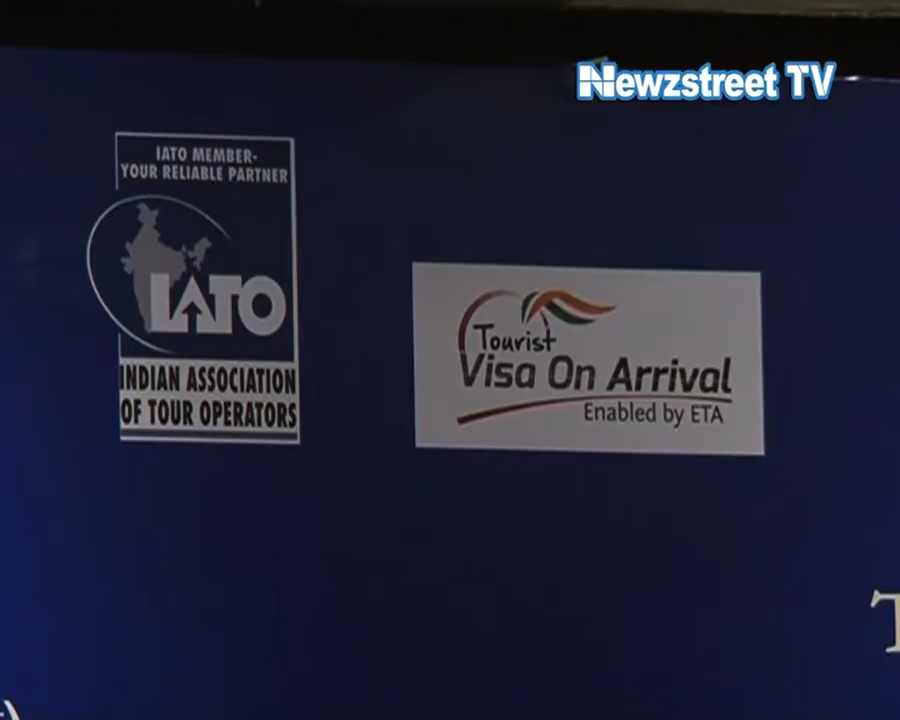 Newzstreet TV
IATO MEMBER-
YOUR RELIABLE PARTNER
IATO
INDIAN ASSOCIATION
OF TOUR OPERATORS
Tourist
Visa On Arrival
Enabled by ETA
T